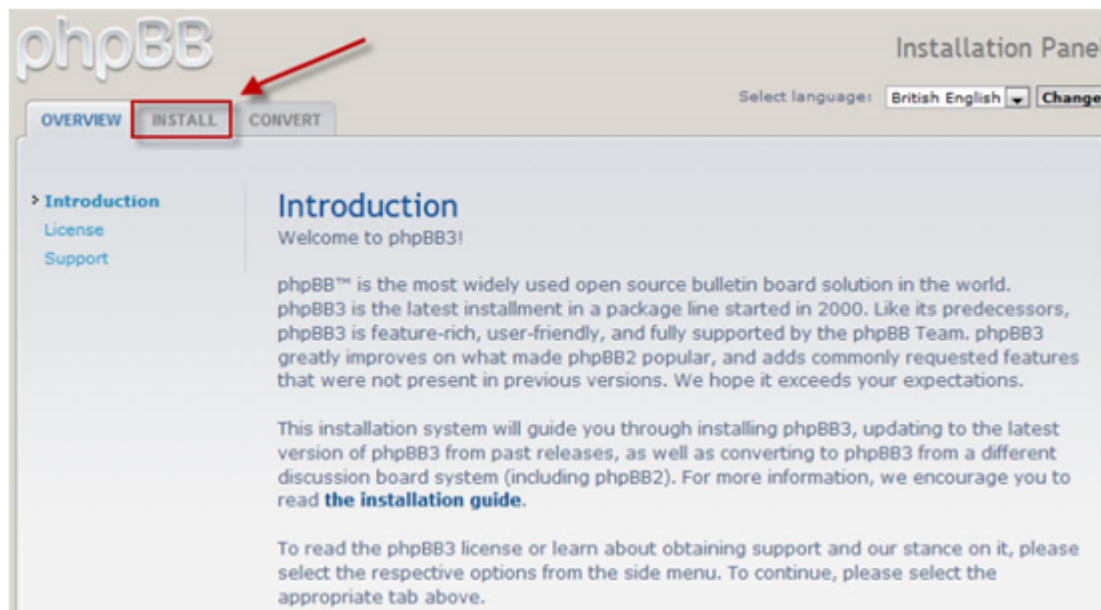 phpBB
Installation Panel
Select language: British English Change
OVERVIEW INSTALL CONVERT
Introduction
License
Support
Introduction
Welcome to phpBB3!
phpBB™ is the most widely used open source bulletin board solution in the world.
phpBB3 is the latest installment in a package line started in 2000. Like its predecessors,
phpBB3 is feature-rich, user-friendly, and fully supported by the phpBB Team. phpBB3
greatly improves on what made phpBB2 popular, and adds commonly requested features
that were not present in previous versions. We hope it exceeds your expectations.
This installation system will guide you through installing phpBB3, updating to the latest
version of phpBB3 from past releases, as well as converting to phpBB3 from a different
discussion board system (including phpBB2). For more information, we encourage you to
read the installation guide.
To read the phpBB3 license or learn about obtaining support and our stance on it, please
select the respective options from the side menu. To continue, please select the
appropriate tab above.